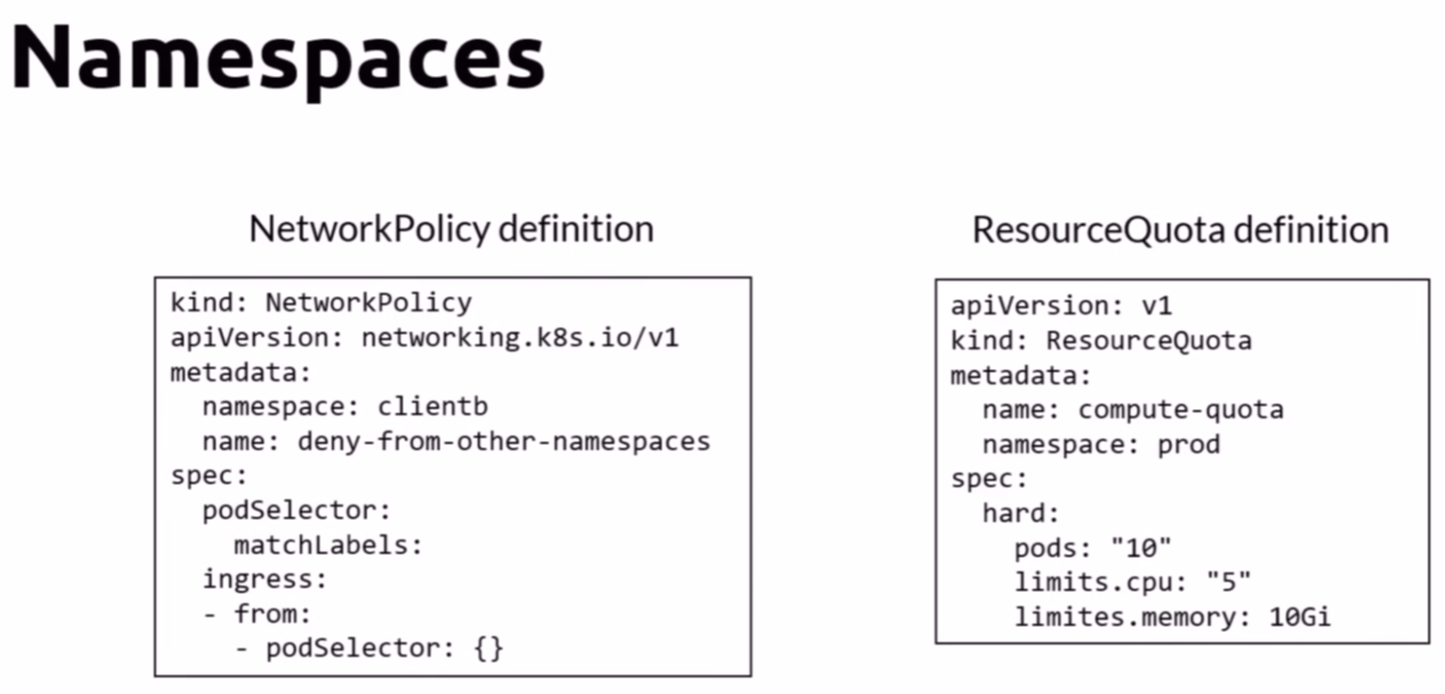 Namespaces
NetworkPolicy definition
kind: NetworkPolicy
apiVersion: networking.k8s.io/v1
metadata:
  namespace: clientb
  name: deny-from-other-namespaces
spec:
  podSelector:
    matchLabels:
  ingress:
  - from:
    - podSelector: {}
ResourceQuota definition
apiVersion: v1
kind: ResourceQuota
metadata:
  name: compute-quota
  namespace: prod
spec:
  hard:
    pods: "10"
    limits.cpu: "5"
    limites.memory: 10Gi